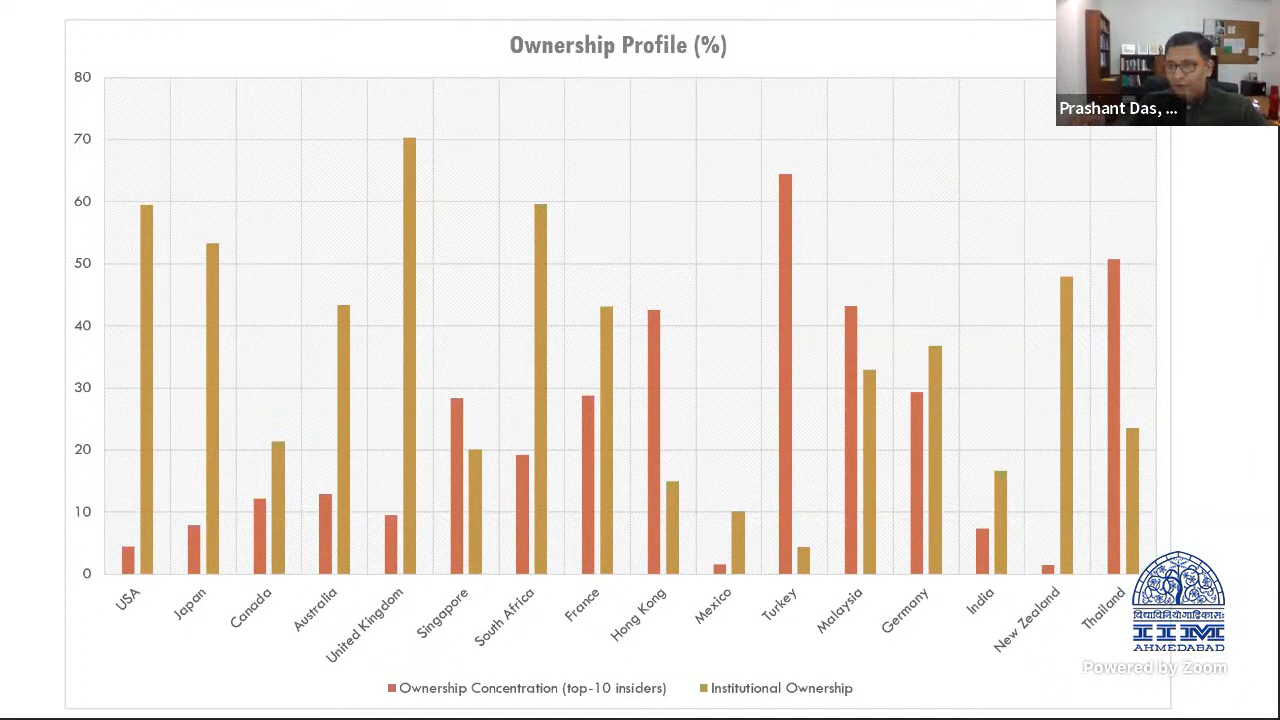 Ownership Profile (%)
Prashant Das, ...
80
70
60
50
40
30
20
10
0
USA
Japan
Canada
Australia
United Kingdom
Singapore
South Africa
France
Hong Kong
Mexico
Turkey
Malaysia
Germany
India
New Zealand
Thailand
Ownership Concentration (top-10 insiders)
Institutional Ownership
विद्याविनियोगाद्विकासः
IIM
AHMEDABAD
Powered by Zoom